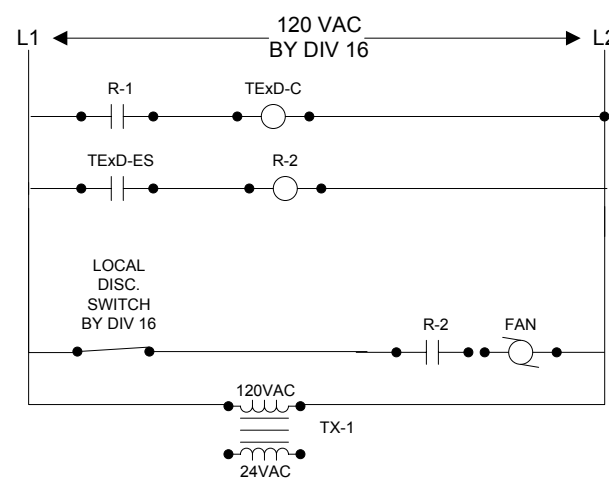 120 VAC
L1
L2
BY DIV 16
R-1
TExD-C
TExD-ES
R-2
LOCAL
DISC.
SWITCH
BY DIV 16
R-2
FAN
120VAC
TX-1
24VAC